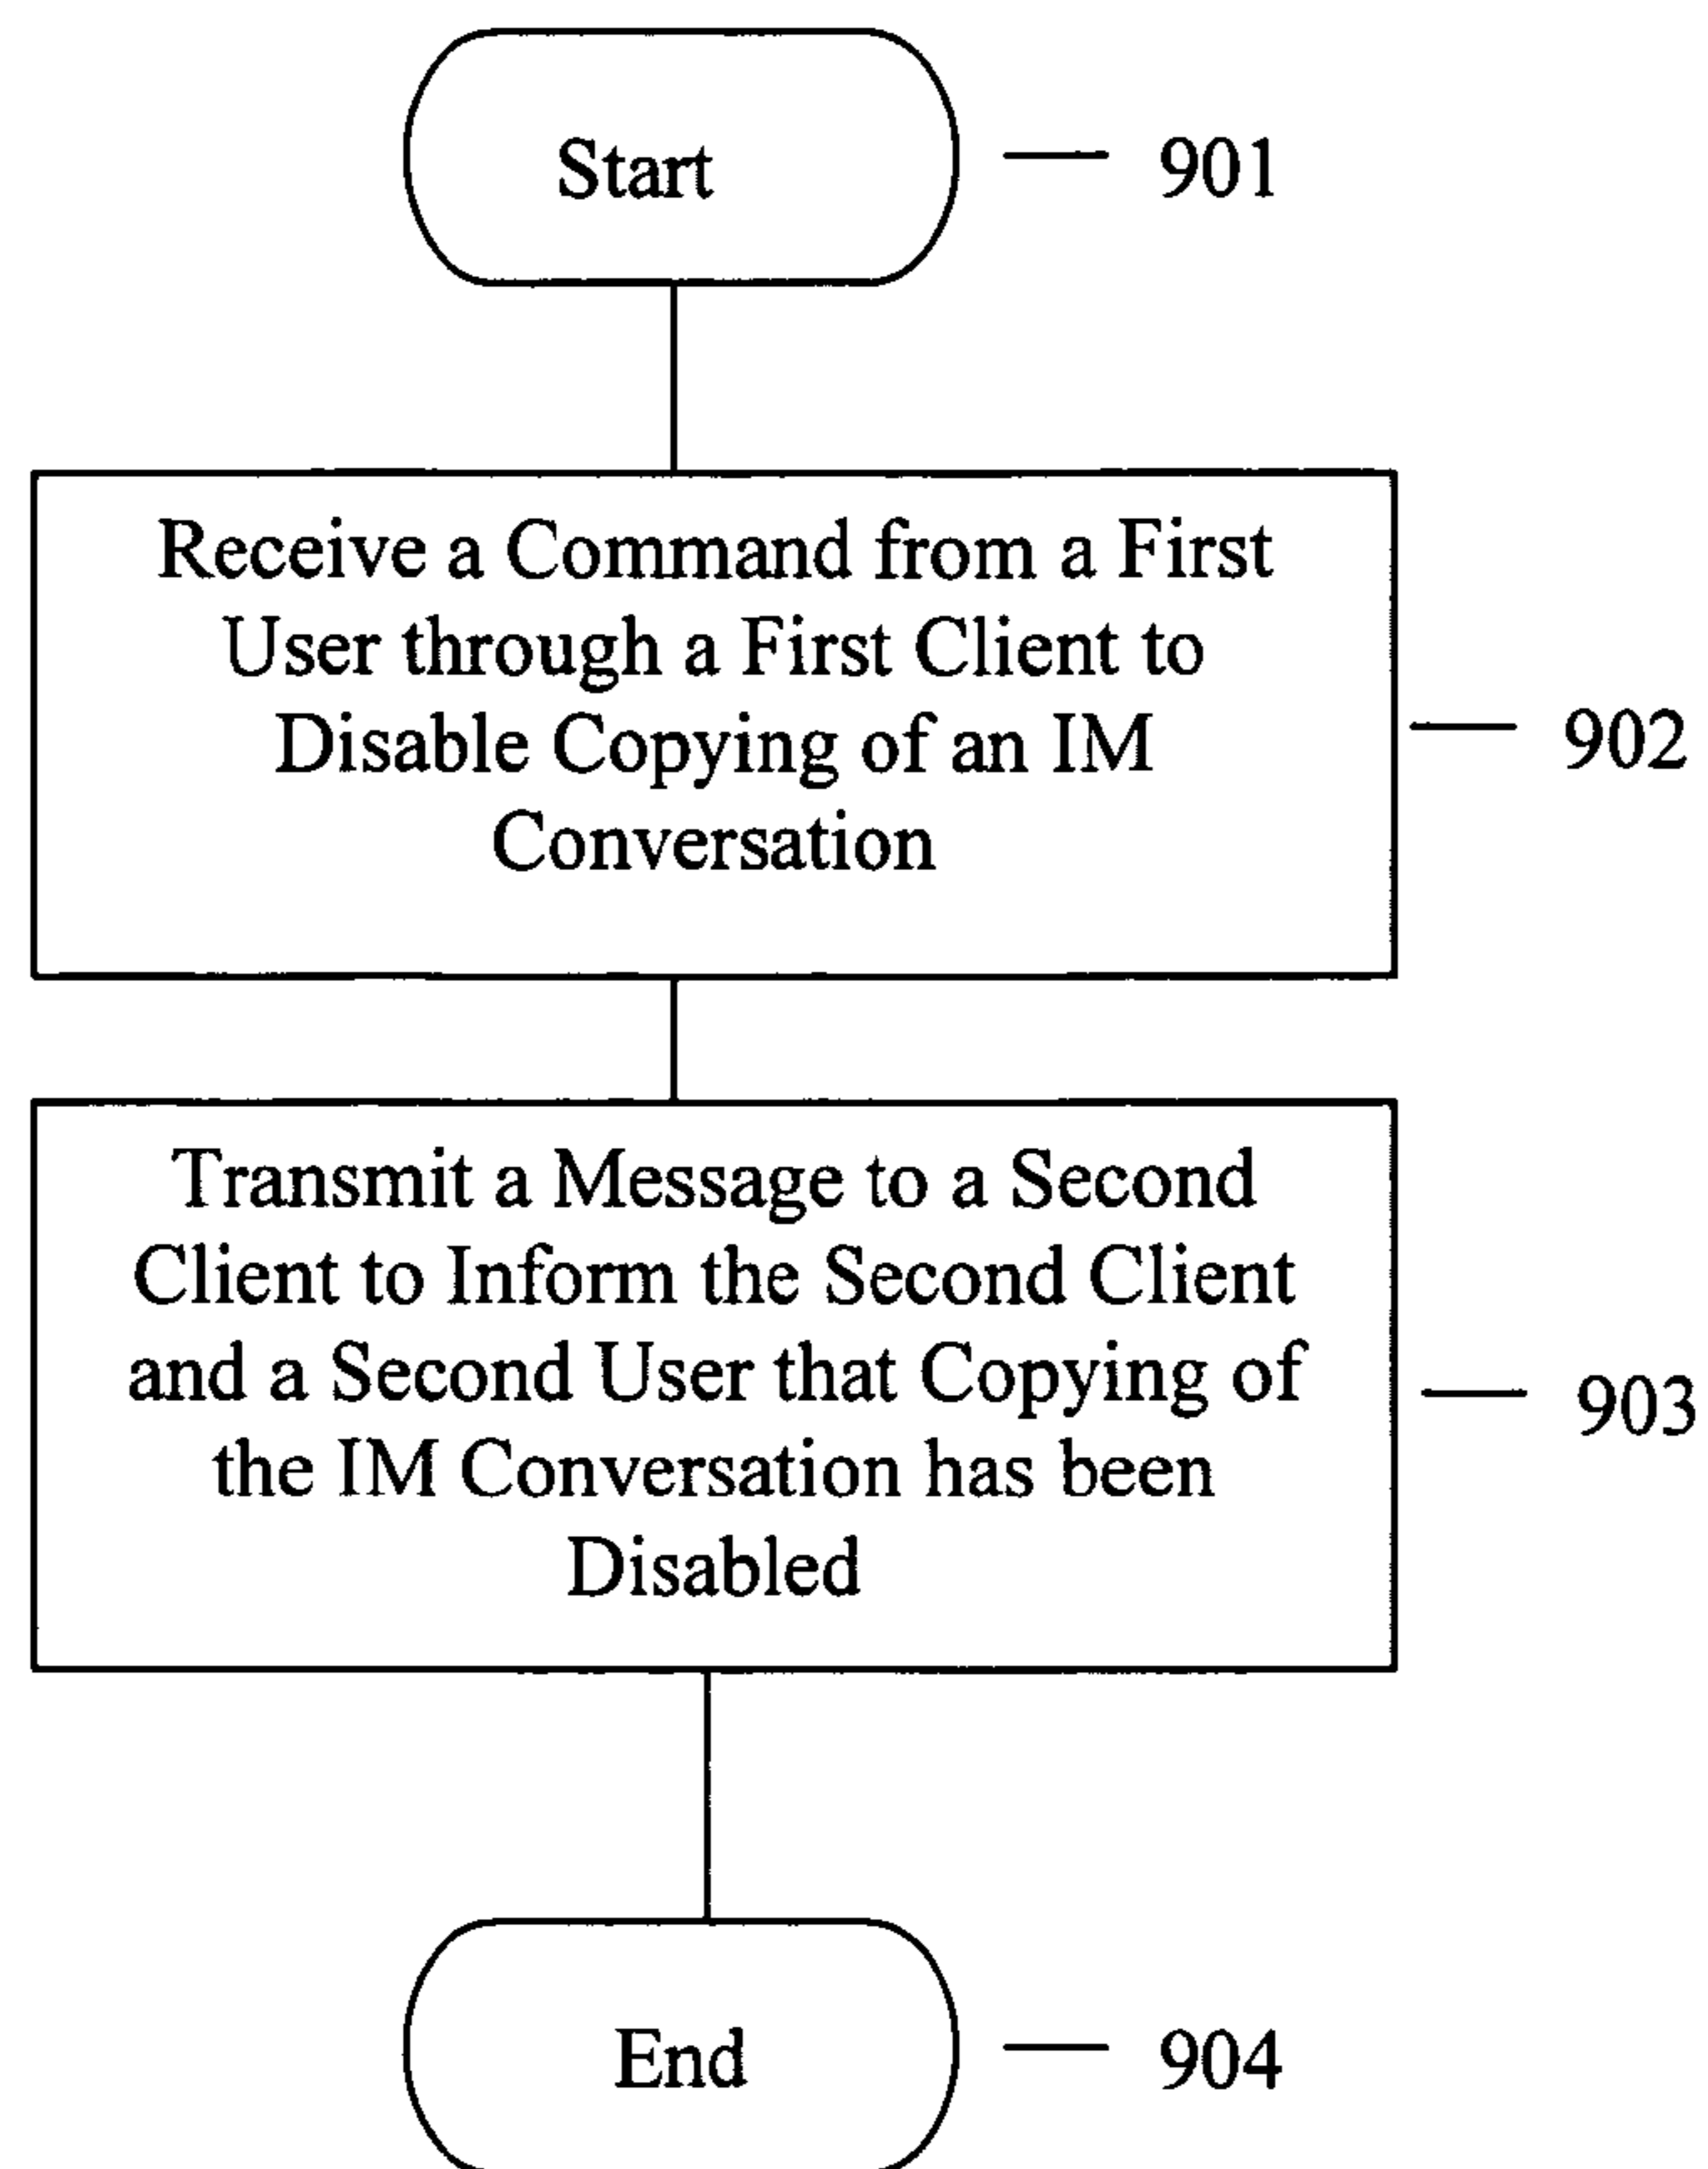 Start
901
Receive a Command from a First
User through a First Client to
Disable Copying of an IM
Conversation
902
Transmit a Message to a Second
Client to Inform the Second Client
and a Second User that Copying of
the IM Conversation has been
Disabled
903
End
904